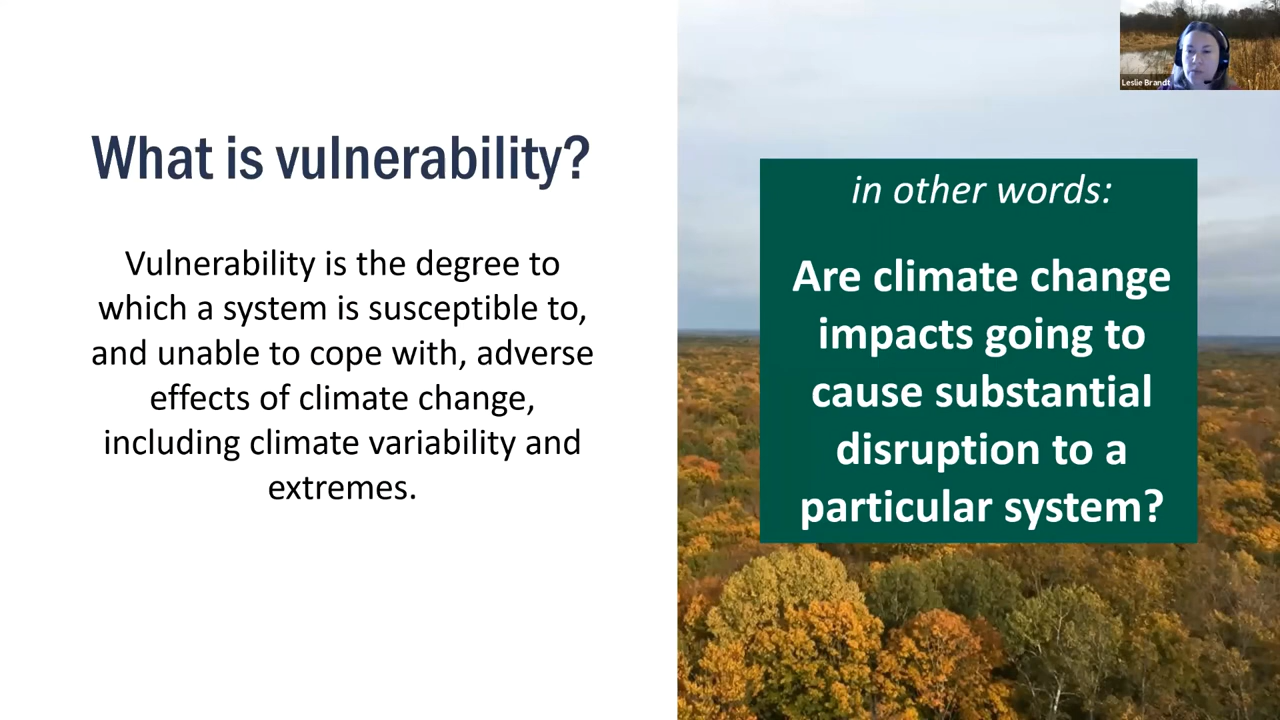 What is vulnerability?
Vulnerability is the degree to
which a system is susceptible to,
and unable to cope with, adverse
effects of climate change,
including climate variability and
extremes.
in other words:
Are climate change
impacts going to
cause substantial
disruption to a
particular system?
Leslie Brandt